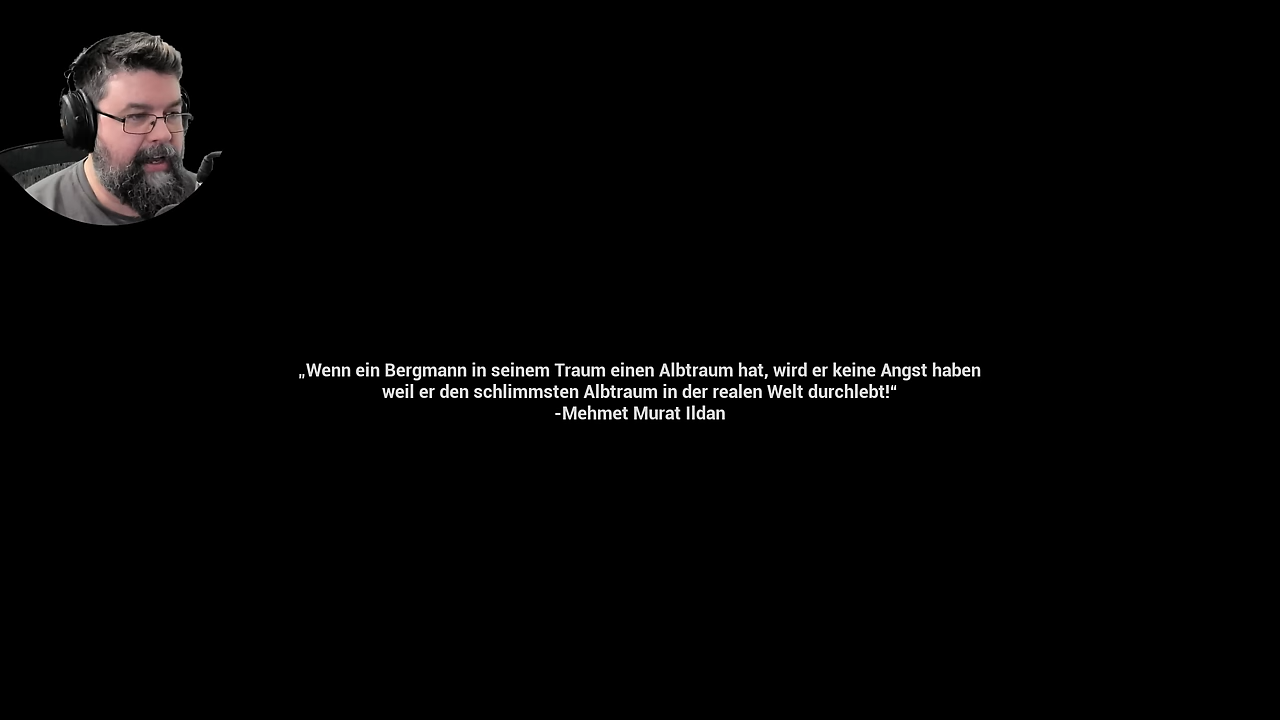 „Wenn ein Bergmann in seinem Traum einen Albtraum hat, wird er keine Angst haben
weil er den schlimmsten Albtraum in der realen Welt durchlebt!“
-Mehmet Murat Ildan